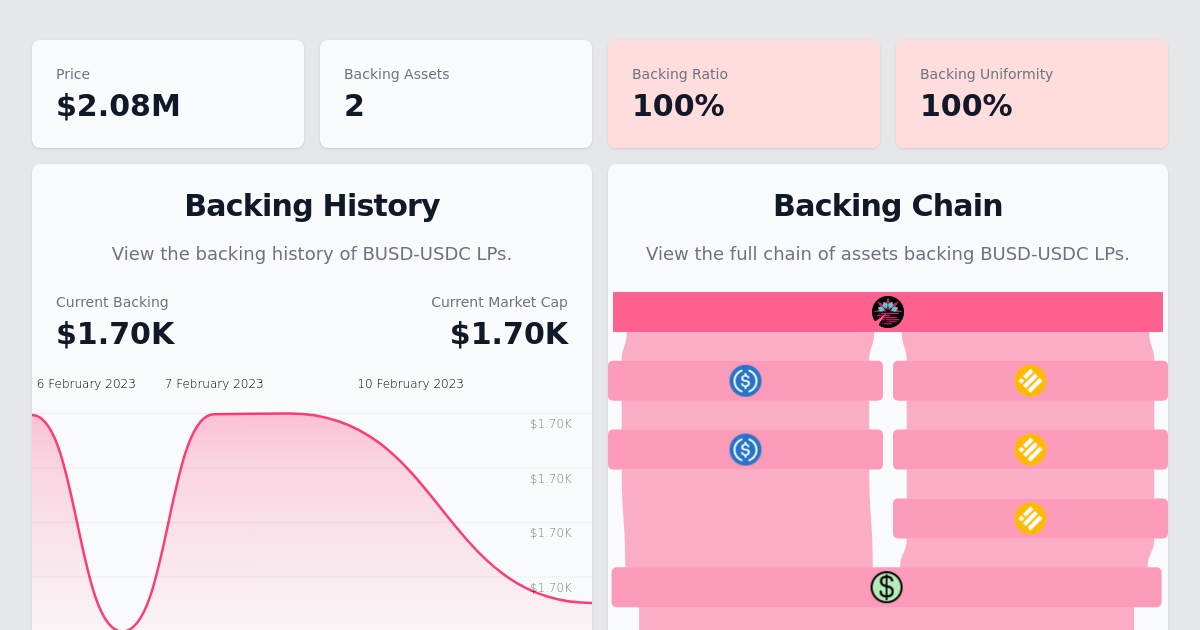 Price
$2.08M
Backing Assets
2
Backing Ratio
100%
Backing Uniformity
100%
Backing History
View the backing history of BUSD-USDC LPs.
Current Backing
$1.70K
Current Market Cap
$1.70K
6 February 2023
7 February 2023
10 February 2023
$1.70K
$1.70K
$1.70K
$1.70K
Backing Chain
View the full chain of assets backing BUSD-USDC LPs.
$
$
$